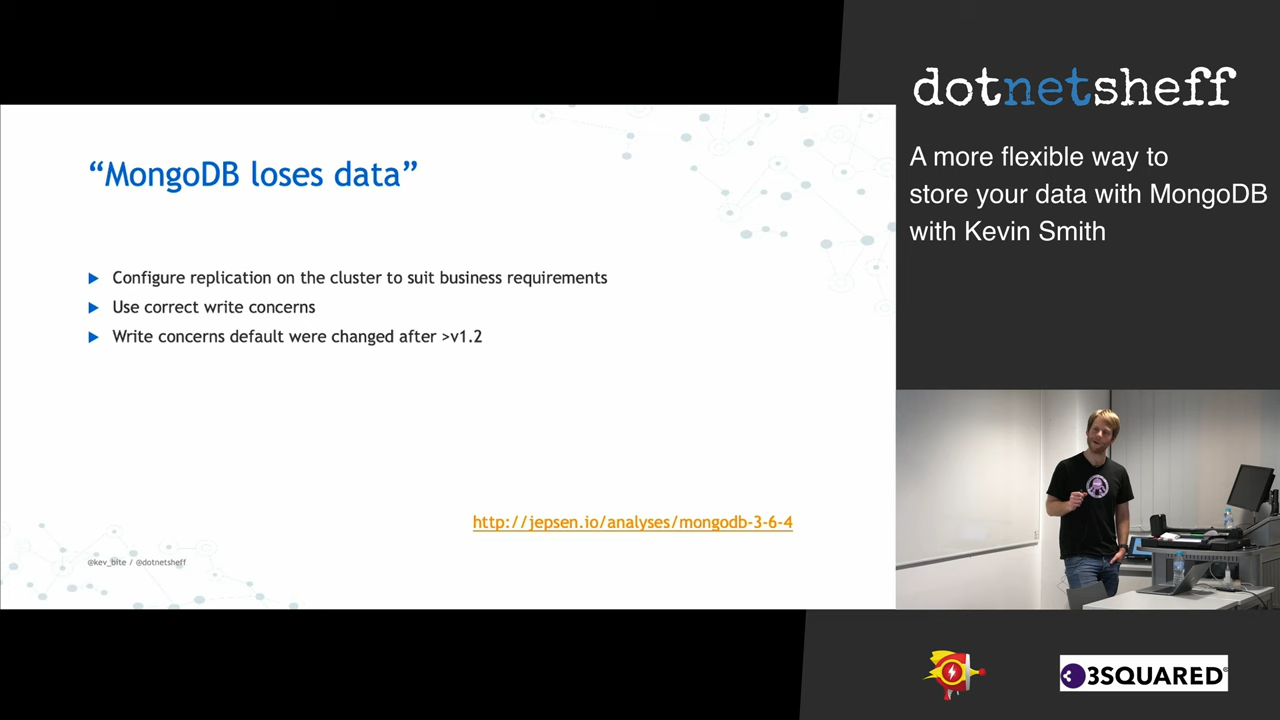 “MongoDB loses data”
Configure replication on the cluster to suit business requirements
Use correct write concerns
Write concerns default were changed after >v1.2
http://jepsen.io/analyses/mongodb-3-6-4
@kev_bite / @dotnetsheff
dotnetsheff
A more flexible way to
store your data with MongoDB
with Kevin Smith
3SQUARED